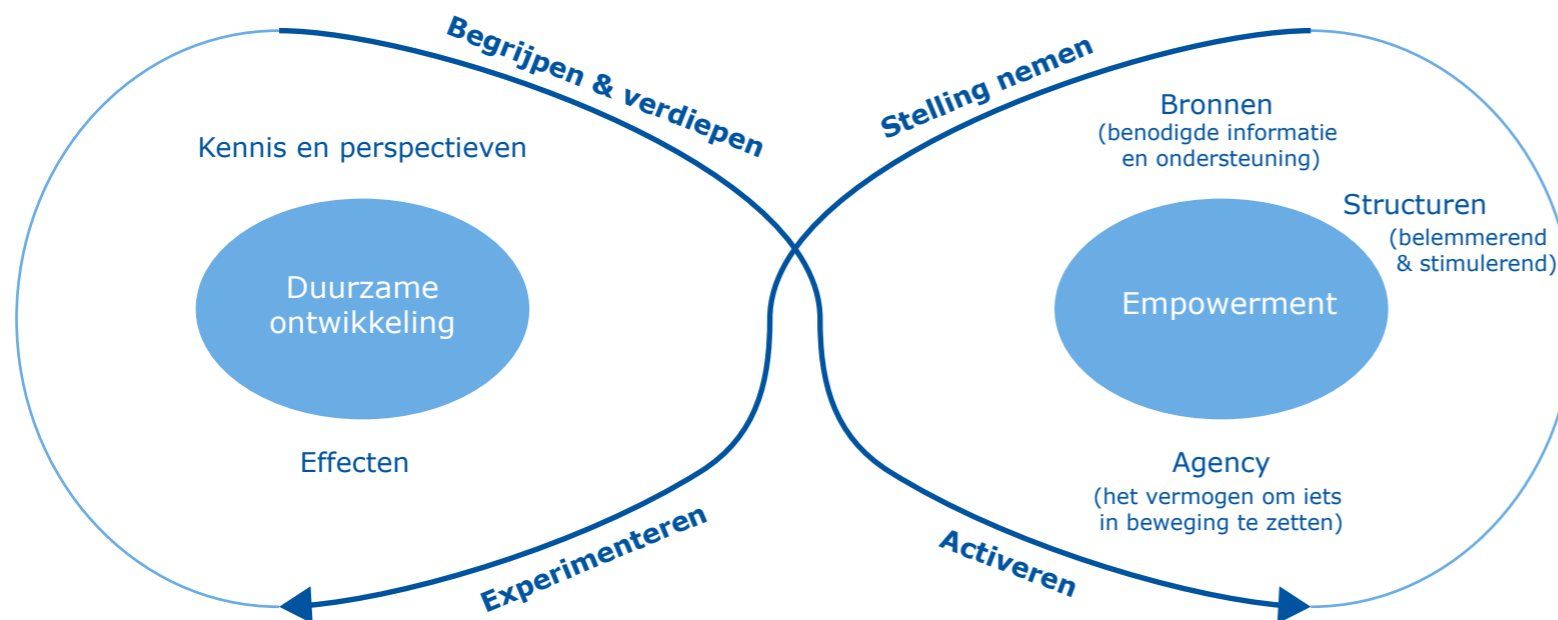 Begrijpen & verdiepen
Stelling nemen
Kennis en perspectieven
Duurzame
ontwikkeling
Effecten
Experimenteren
Bronnen
(benodigde informatie
en ondersteuning)
Structuren
(belemmerend
& stimulerend)
Empowerment
Agency
(het vermogen om iets
in beweging te zetten)
Activeren